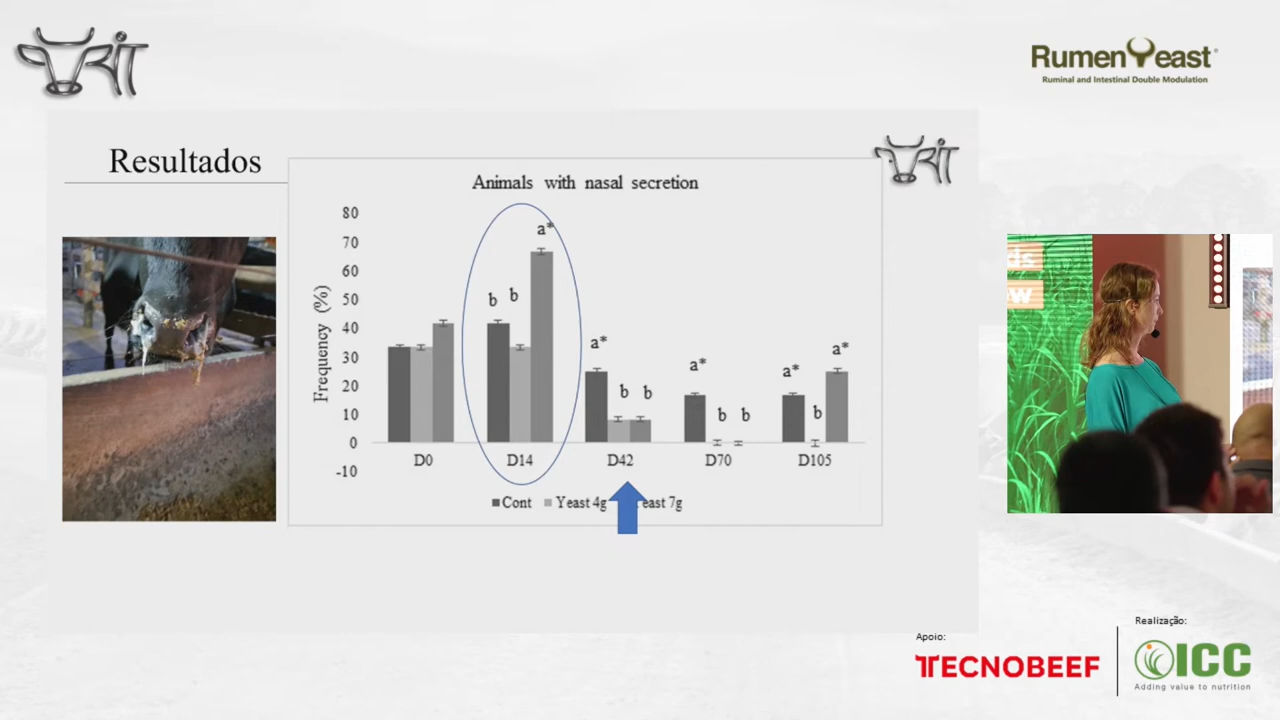 RumenYeast®
Ruminal and Intestinal Double Modulation
Resultados
Animals with nasal secretion
Frequency (%)
80
70
60
50
40
30
20
10
0
-10
b b a*
a* b b
a* b b
a* b a*
D0 D14 D42 D70 D105
Cont Yeast 4g east 7g
Apoio:
TECNOBEEF
Realização:
ICC
Adding value to nutrition